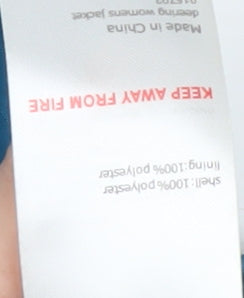 shell:100% polyester
lining:100% polyester
KEEP AWAY FROM FIRE
Made in China
deering womens jacket